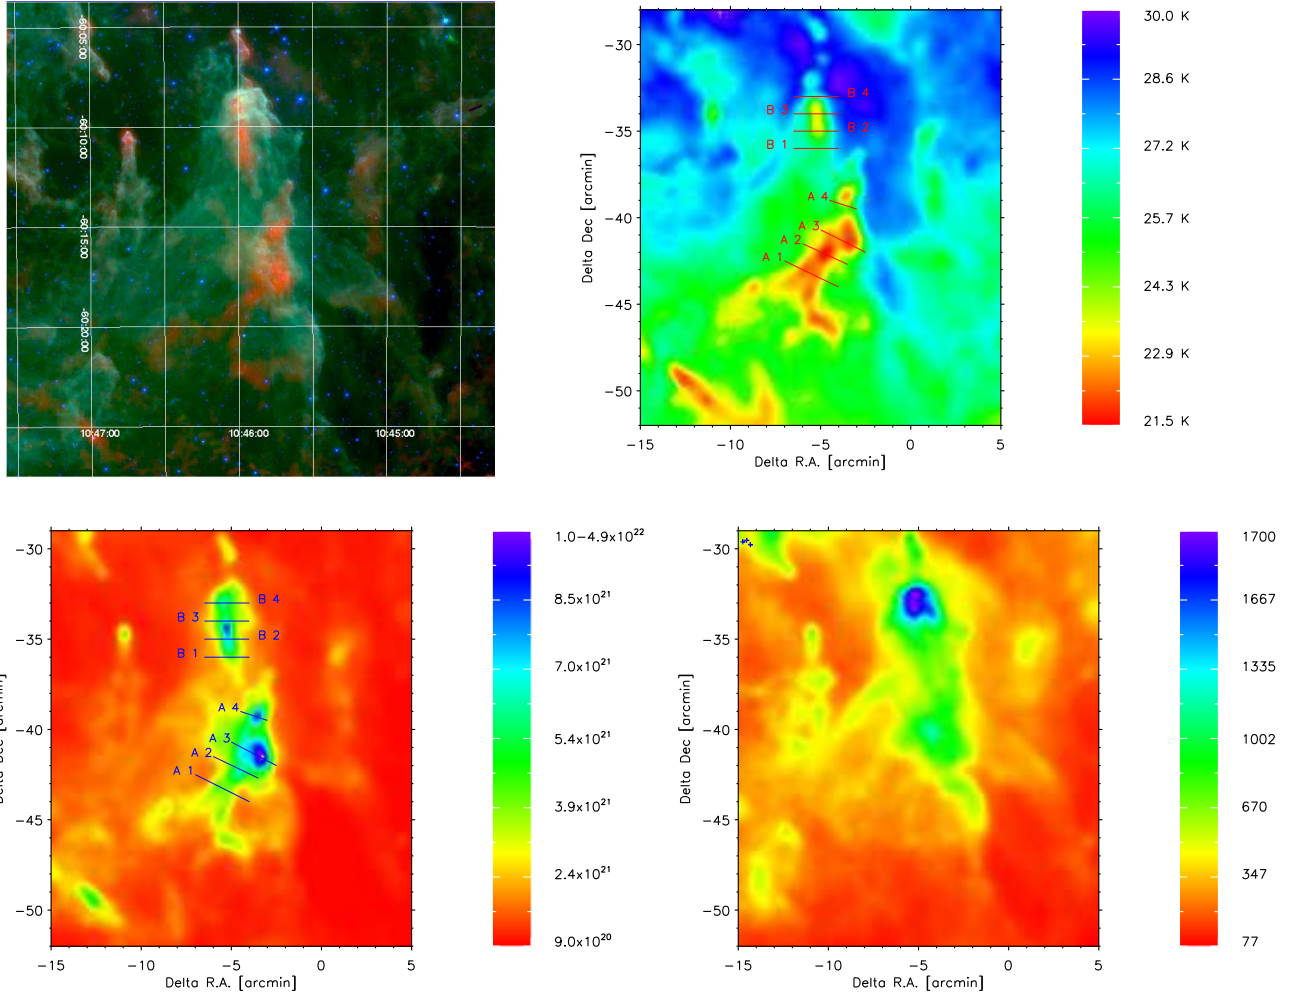 -60:05:00
-60:10:00
-60:15:00
-60:20:00
10:47:00
10:46:00
10:45:00
Delta Dec [arcmin]
−30
−35
−40
−45
−50
B 4
B 3
B 2
B 1
A 4
A 3
A 2
A 1
−15
−10
−5
0
5
Delta R.A. [arcmin]
30.0 K
28.6 K
27.2 K
25.7 K
24.3 K
22.9 K
21.5 K
Delta Dec [arcmin]
−30
−35
−40
−45
−50
B 4
B 3
B 2
B 1
A 4
A 3
A 2
A 1
−15
−10
−5
0
5
Delta R.A. [arcmin]
1.0−4.9x10²²
8.5x10²¹
7.0x10²¹
5.4x10²¹
3.9x10²¹
2.4x10²¹
9.0x10²⁰
Delta Dec [arcmin]
−30
−35
−40
−45
−50
−15
−10
−5
0
5
Delta R.A. [arcmin]
1700
1667
1335
1002
670
347
77